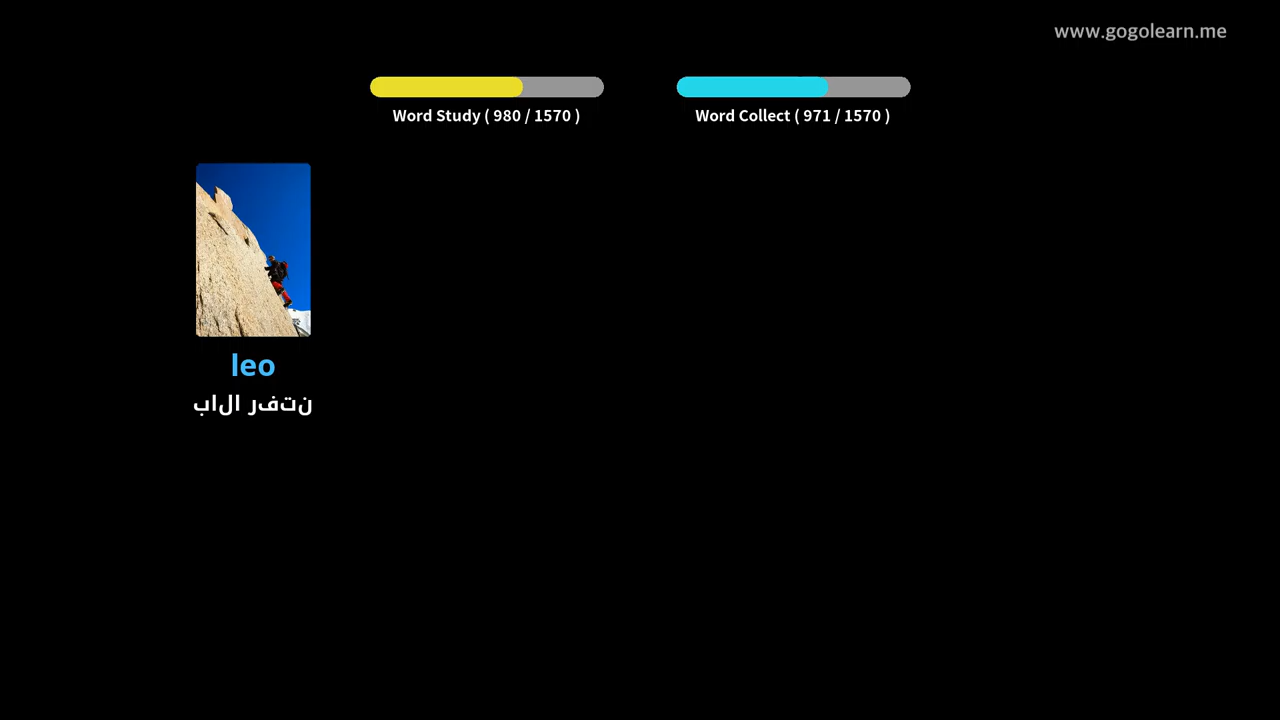 www.gogolearn.me
Word Study ( 980 / 1570 )
Word Collect ( 971 / 1570 )
leo
نتفر الاب